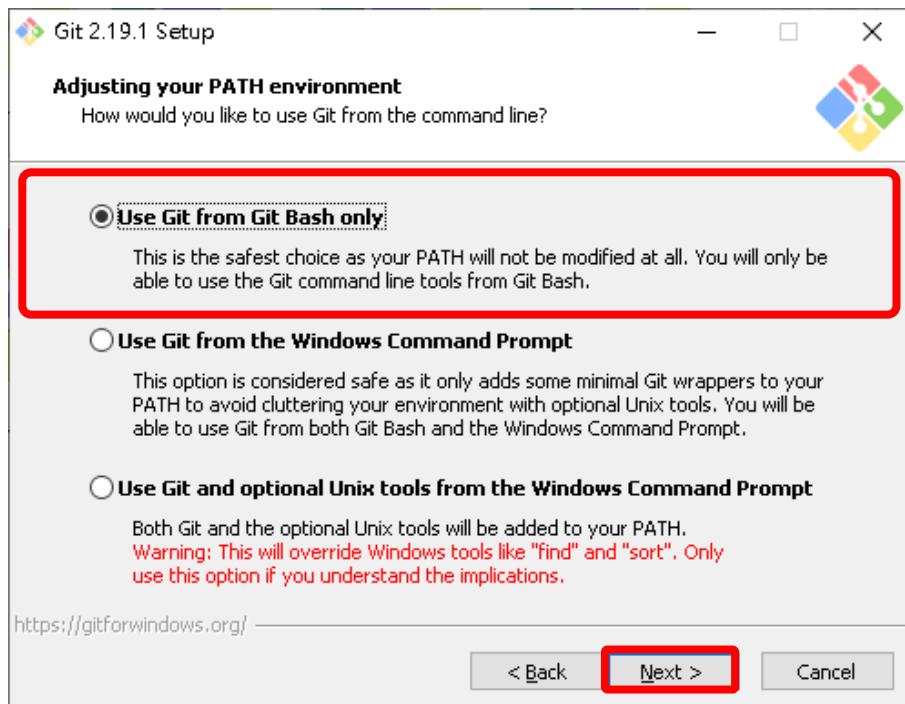 Git 2.19.1 Setup
Adjusting your PATH environment
How would you like to use Git from the command line?
Use Git from Git Bash only
This is the safest choice as your PATH will not be modified at all. You will only be
able to use the Git command line tools from Git Bash.
Use Git from the Windows Command Prompt
This option is considered safe as it only adds some minimal Git wrappers to your
PATH to avoid cluttering your environment with optional Unix tools. You will be
able to use Git from both Git Bash and the Windows Command Prompt.
Use Git and optional Unix tools from the Windows Command Prompt
Both Git and the optional Unix tools will be added to your PATH.
Warning: This will override Windows tools like "find" and "sort". Only
use this option if you understand the implications.
https://gitforwindows.org/
< Back Next > Cancel